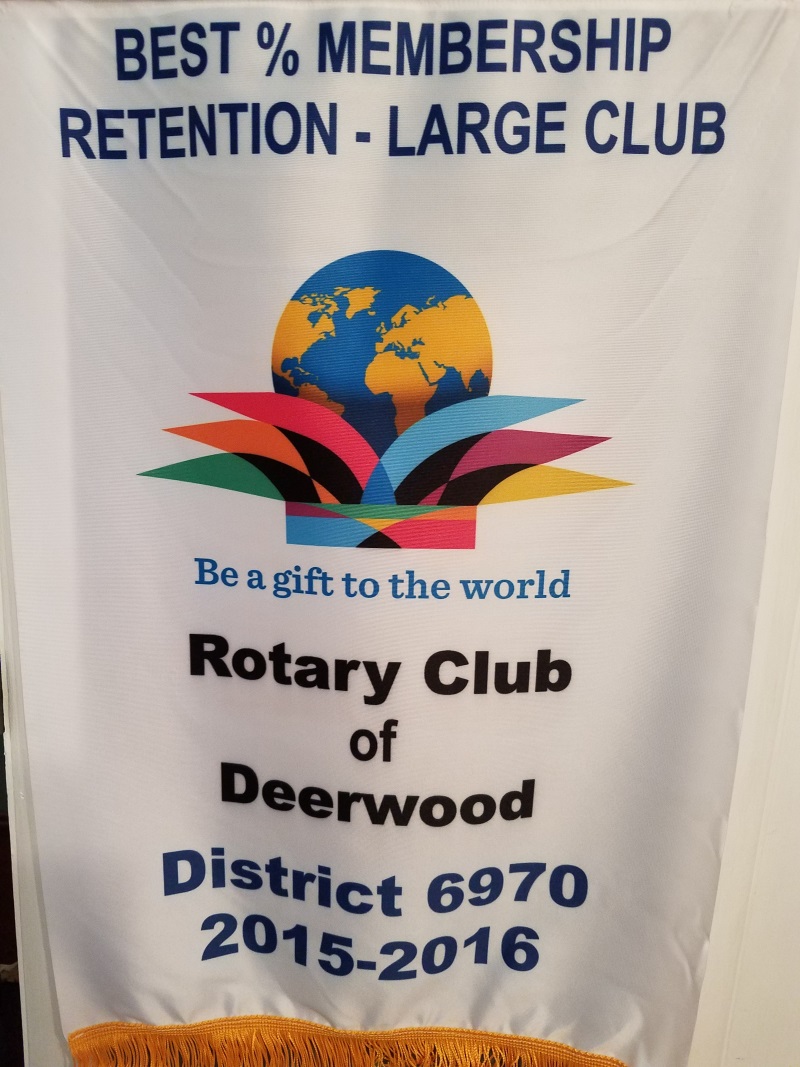 BEST % MEMBERSHIP
RETENTION - LARGE CLUB
Be a gift to the world
Rotary Club
of
Deerwood
District 6970
2015-2016